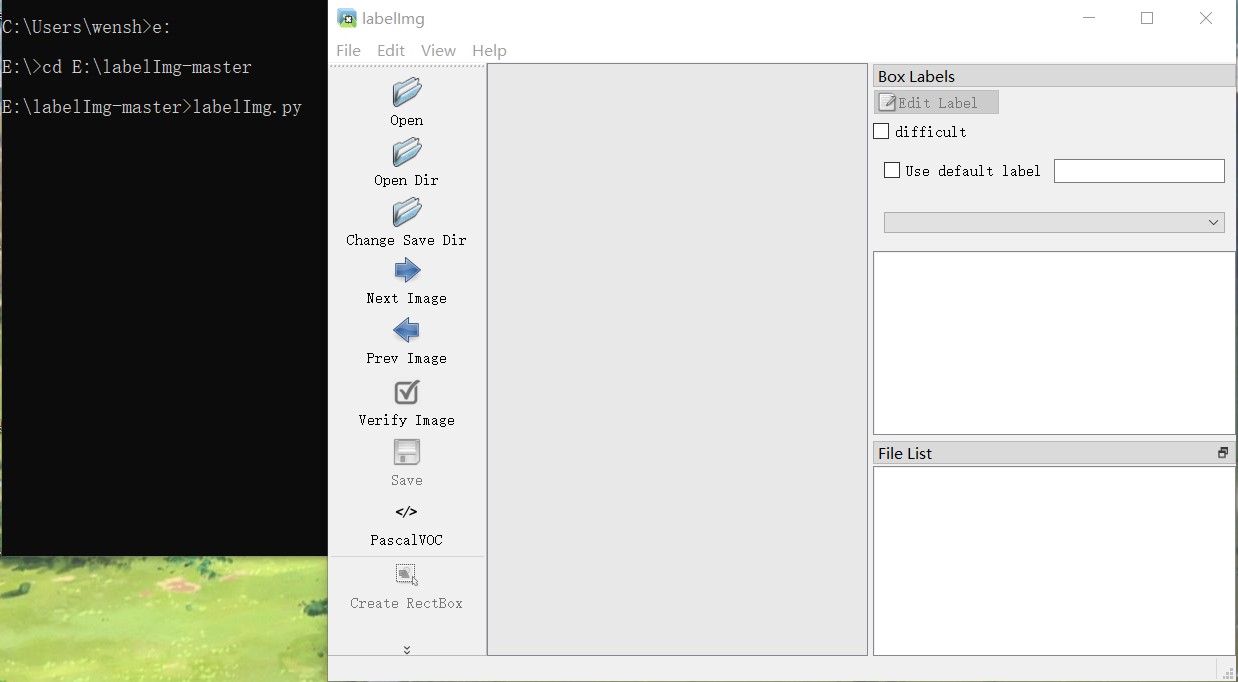 C:\Users\wensh>e:
E:\>cd E:\labelImg-master
E:\labelImg-master>labelImg.py
labelImg
File Edit View Help
Open
Open Dir
Change Save Dir
Next Image
Prev Image
Verify Image
Save
</>
PascalVOC
Create RectBox
Box Labels
Edit Label
difficult
Use default label
File List